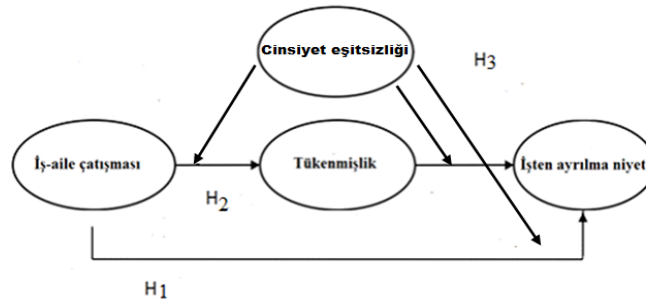 Cinsiyet eşitsizliği
H3
İş-aile çatışması
Tükenmişlik
İşten ayrılma niyet
H2
H1